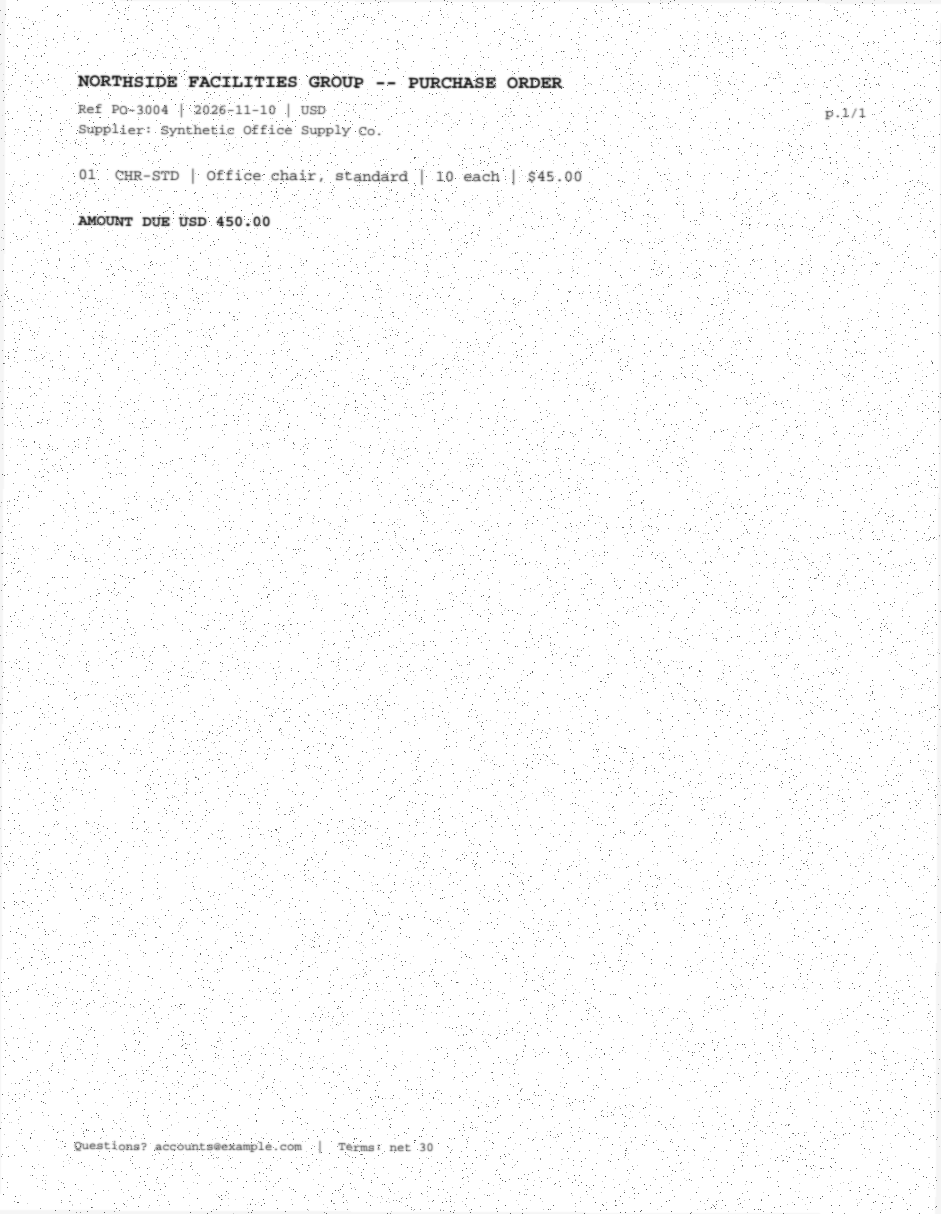 NORTHSIDE FACILITIES GROUP -- PURCHASE ORDER
Ref PO-3004 | 2026-11-10 | USD
p.1/1
Supplier: Synthetic Office Supply Co.
01 CHR-STD | Office chair, standard | 10 each | $45.00
AMOUNT DUE USD 450.00
Questions? accounts@example.com | Terms: net 30